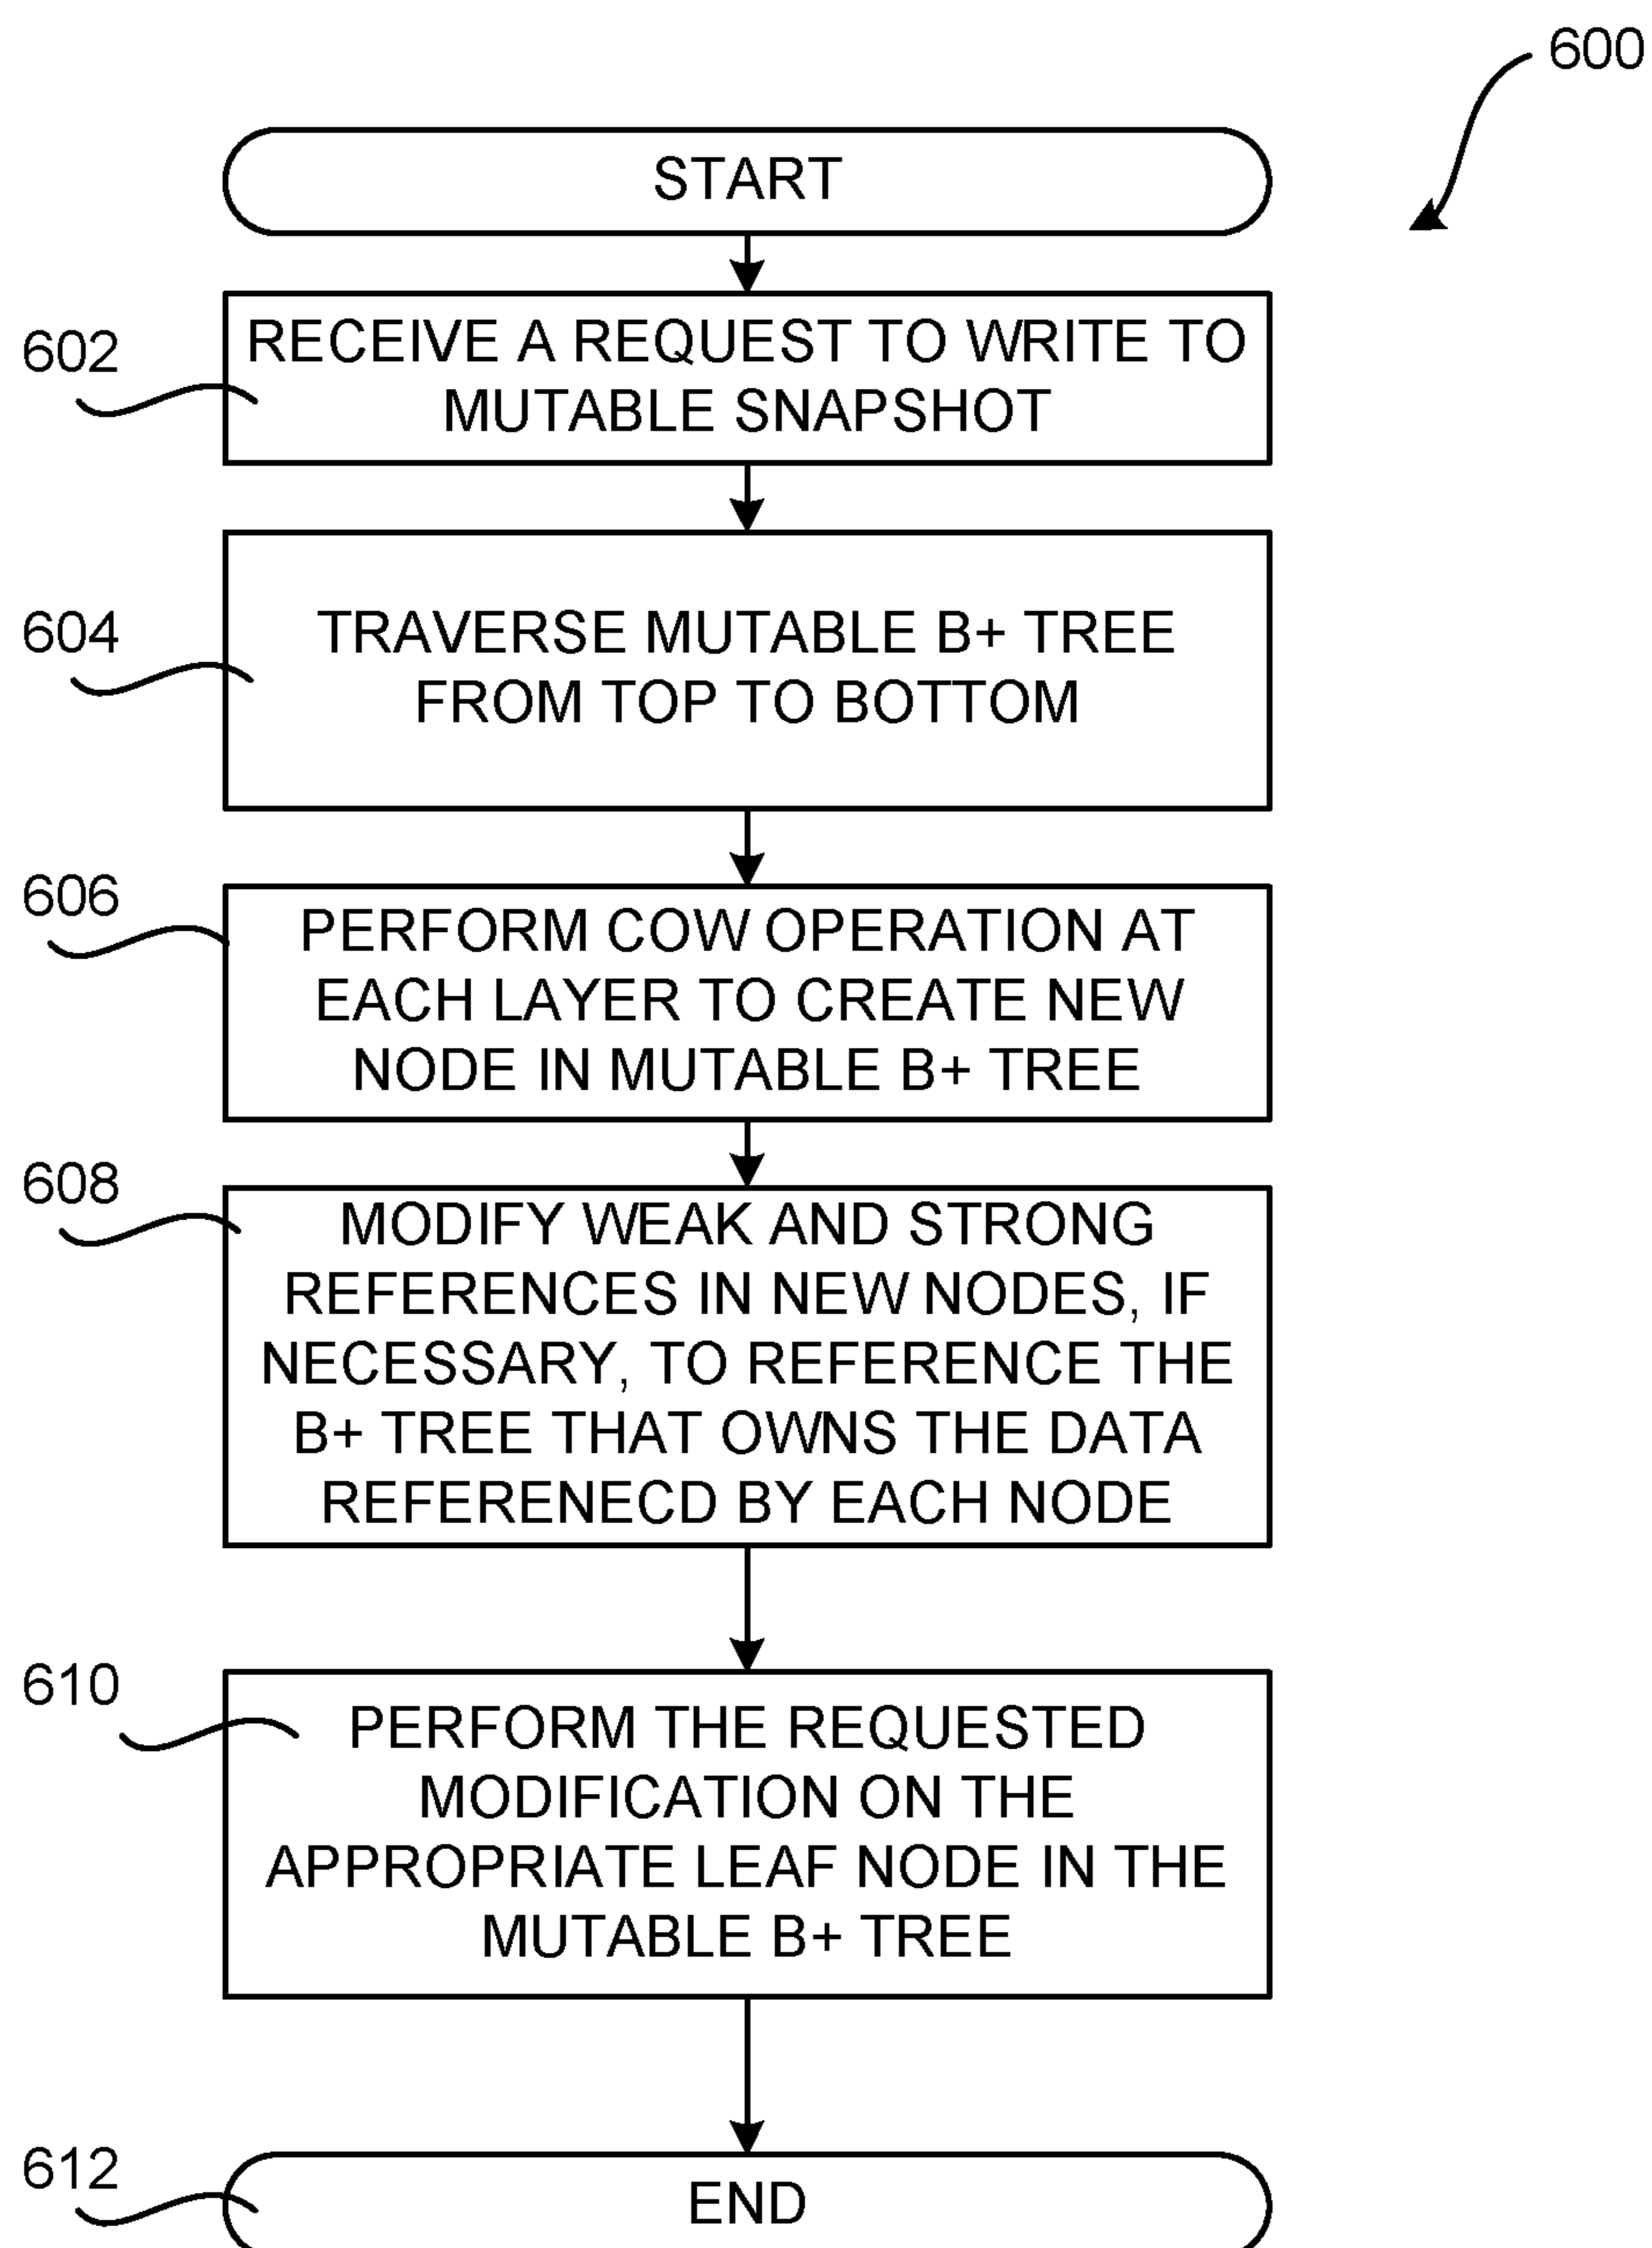 600
START
602
RECEIVE A REQUEST TO WRITE TO
MUTABLE SNAPSHOT
604
TRAVERSE MUTABLE B+ TREE
FROM TOP TO BOTTOM
606
PERFORM COW OPERATION AT
EACH LAYER TO CREATE NEW
NODE IN MUTABLE B+ TREE
608
MODIFY WEAK AND STRONG
REFERENCES IN NEW NODES, IF
NECESSARY, TO REFERENCE THE
B+ TREE THAT OWNS THE DATA
REFERENECD BY EACH NODE
610
PERFORM THE REQUESTED
MODIFICATION ON THE
APPROPRIATE LEAF NODE IN THE
MUTABLE B+ TREE
612
END